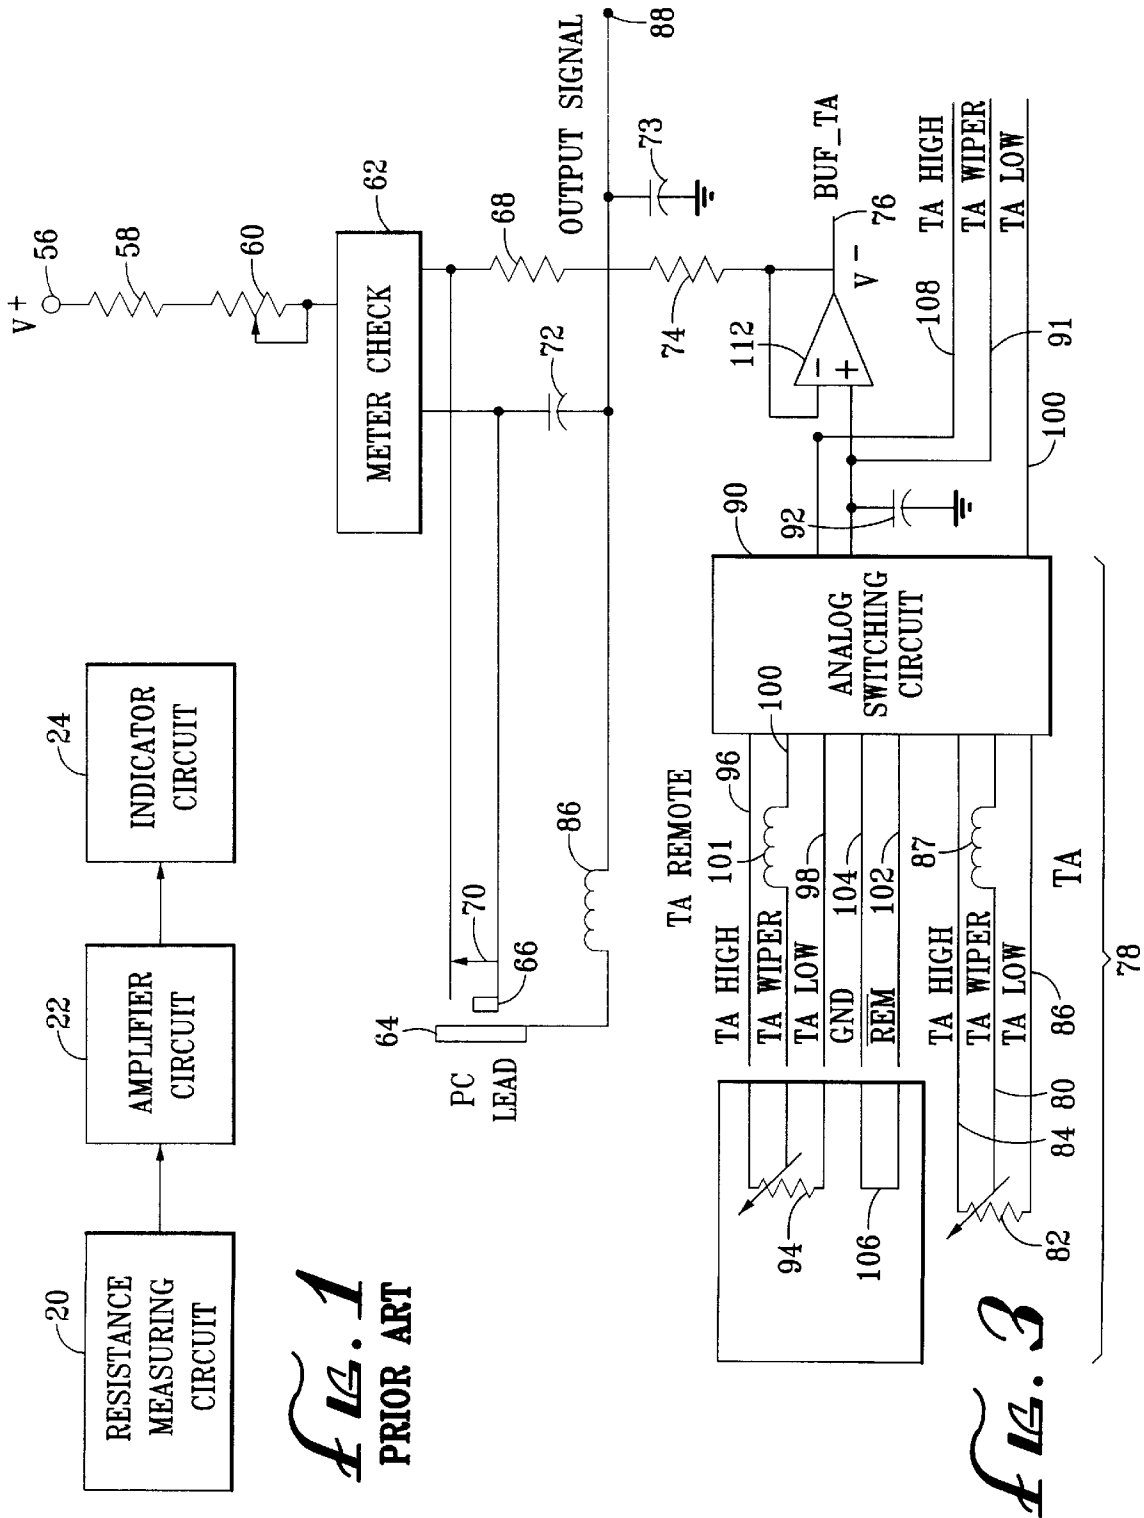 20
RESISTANCE
MEASURING
CIRCUIT
22
AMPLIFIER
CIRCUIT
24
INDICATOR
CIRCUIT
FIG. 1
PRIOR ART
V+
56
58
60
METER CHECK
62
64
PC
LEAD
66
70
86
72
68
OUTPUT SIGNAL
88
73
74
112
−
+
V−
76
BUF_TA
TA REMOTE
TA HIGH
101
96
TA WIPER
100
TA LOW
98
GND
104
REM
102
94
106
TA HIGH
87
TA WIPER
TA LOW
TA
84
80
86
82
78
ANALOG
SWITCHING
CIRCUIT
90
92
108
TA HIGH
91
TA WIPER
100
TA LOW
FIG. 3